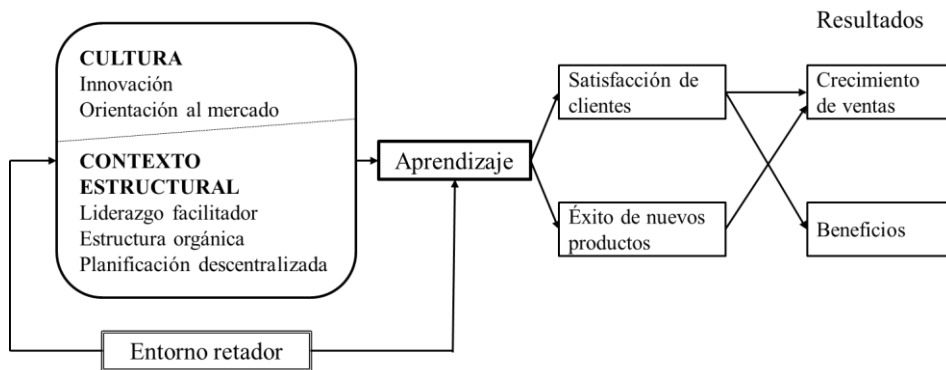 Resultados
CULTURA
Innovación
Orientación al mercado
CONTEXTO
ESTRUCTURAL
Liderazgo facilitador
Estructura orgánica
Planificación descentralizada
Aprendizaje
Satisfacción de
clientes
Éxito de nuevos
productos
Crecimiento
de ventas
Beneficios
Entorno retador